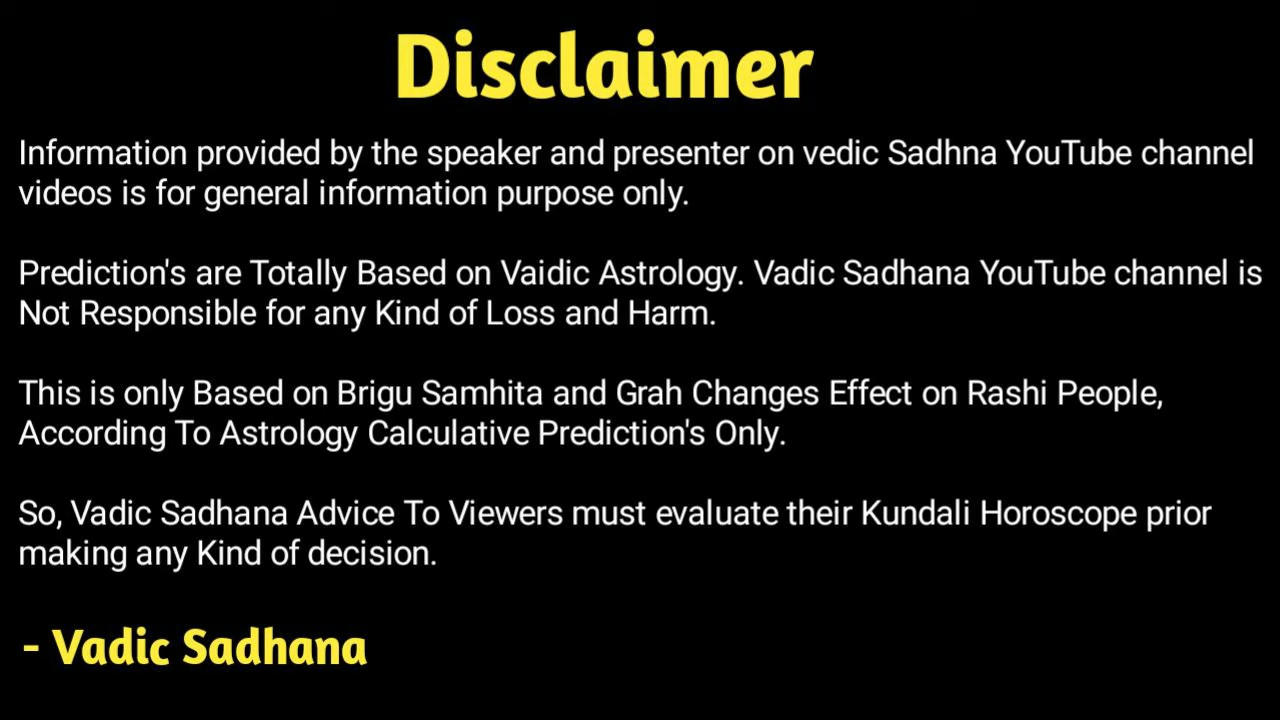 Disclaimer
Information provided by the speaker and presenter on vedic Sadhna YouTube channel
videos is for general information purpose only.
Prediction's are Totally Based on Vaidic Astrology. Vadic Sadhana YouTube channel is
Not Responsible for any Kind of Loss and Harm.
This is only Based on Brigu Samhita and Grah Changes Effect on Rashi People,
According To Astrology Calculative Prediction's Only.
So, Vadic Sadhana Advice To Viewers must evaluate their Kundali Horoscope prior
making any Kind of decision.
- Vadic Sadhana